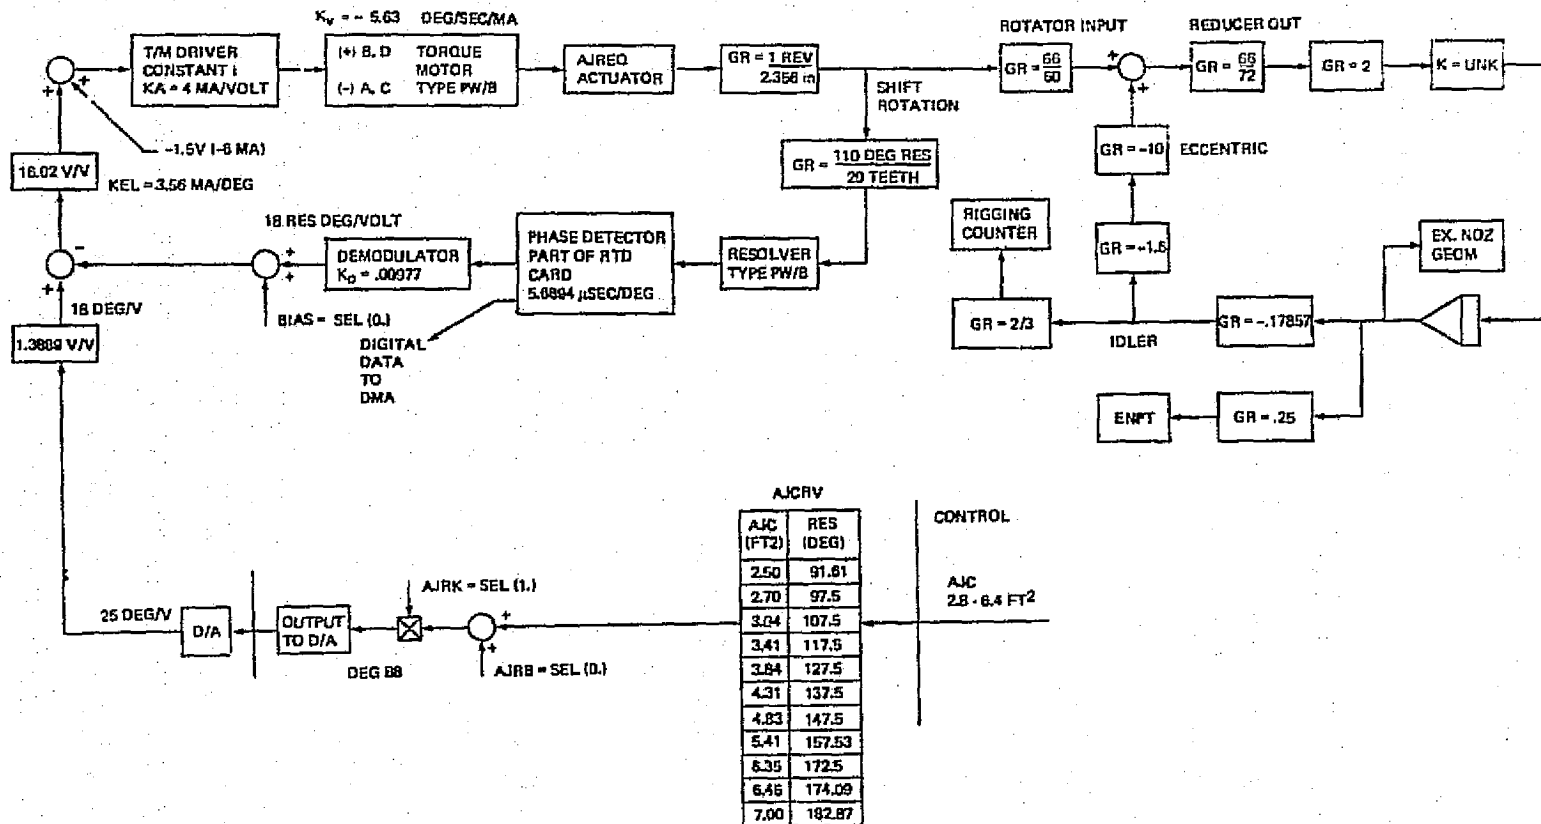 Kv = - 5.63 DEG/SEC/MA
T/M DRIVER
CONSTANT i
KA = 4 MA/VOLT
(+) B, D TORQUE
MOTOR
(-) A, C TYPE PW/B
AJREQ
ACTUATOR
GR = 1 REV
2.356 in
ROTATOR INPUT
GR = 66
60
REDUCER OUT
GR = 66
72
GR = 2
K = UNK
SHIFT
ROTATION
-1.5V (-6 MA)
16.02 V/V
KEL = 3.56 MA/DEG
GR = 110 DEG RES
20 TEETH
GR = -10
ECCENTRIC
18 RES DEG/VOLT
DEMODULATOR
KD = .00977
PHASE DETECTOR
PART OF RTD
CARD
5.6894 µSEC/DEG
RESOLVER
TYPE PW/B
RIGGING
COUNTER
GR = -1.6
EX. NOZ
GEOM
18 DEG/V
BIAS = SEL (0.)
1.3889 V/V
DIGITAL
DATA
TO
DMA
GR = 2/3
IDLER
GR = -.17857
ENPT
GR = .25
AJCRV
AJC
(FT2)
RES
(DEG)
2.50 91.61
2.70 97.5
3.04 107.5
3.41 117.5
3.84 127.5
4.31 137.5
4.83 147.5
5.41 157.53
6.35 172.5
6.46 174.09
7.00 182.87
CONTROL
AJC
2.8 - 6.4 FT2
25 DEG/V
D/A
OUTPUT
TO D/A
AJRK = SEL (1.)
DEG B8
AJRB = SEL (0.)